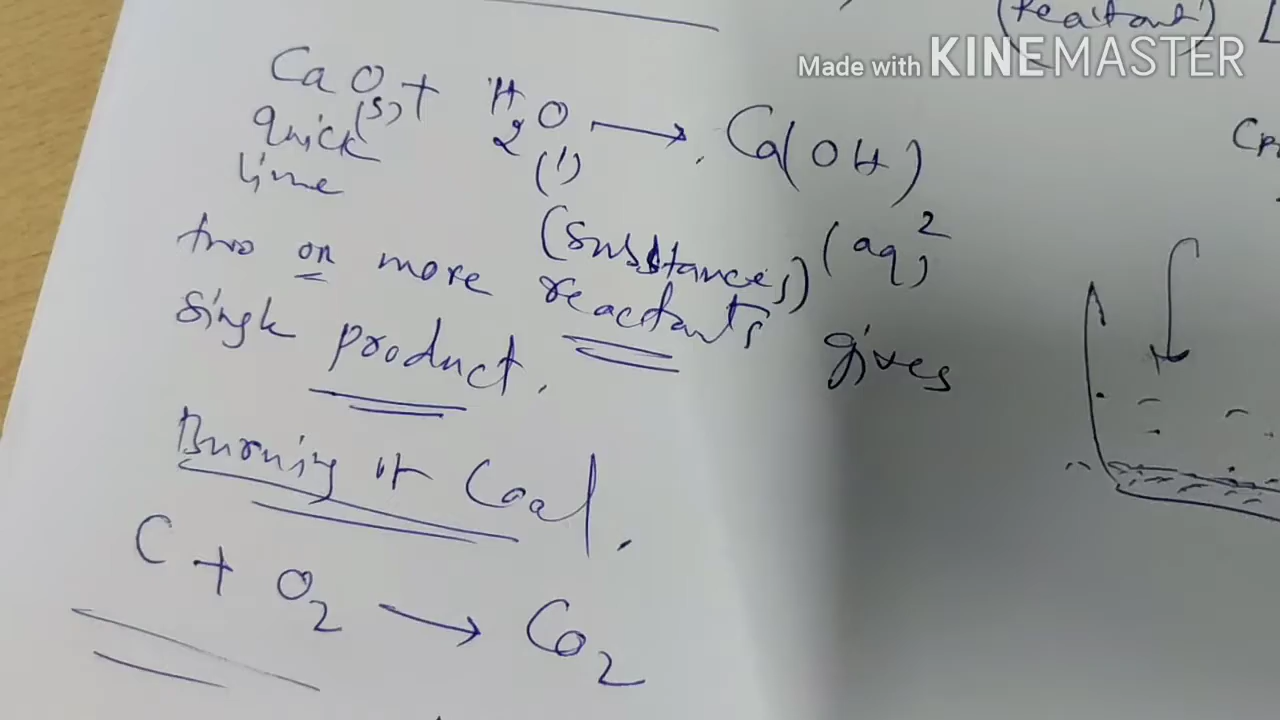 (reactant)
Made with KINEMASTER
CaO(s) + H2O(l) → Ca(OH)2 (aq)
quick
lime
two or more reactants (substances) gives
single product.
Burning of Coal.
C + O2 → Co2